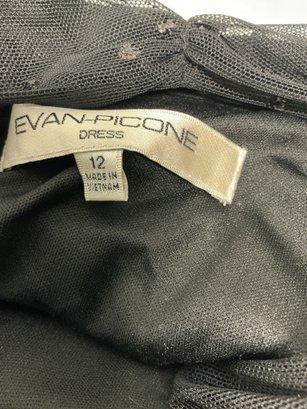 EVAN-PICONE
DRESS
12
MADE IN
VIETNAM